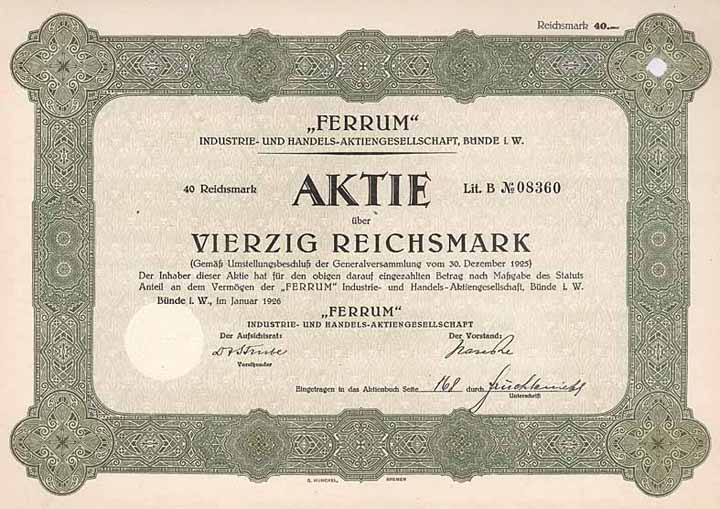 Reichsmark 40.—
„FERRUM“
INDUSTRIE- UND HANDELS-AKTIENGESELLSCHAFT, BÜNDE i. W.
40 Reichsmark AKTIE Lit. B № 08360
über
VIERZIG REICHSMARK
(Gemäß Umstellungsbeschluß der Generalversammlung vom 30. Dezember 1925)
Der Inhaber dieser Aktie hat für den obigen darauf eingezahlten Betrag nach Maßgabe des Statuts
Anteil an dem Vermögen der „FERRUM“ Industrie- und Handels-Aktiengesellschaft, Bünde i. W.
Bünde i. W., im Januar 1926
„FERRUM“
INDUSTRIE- UND HANDELS-AKTIENGESELLSCHAFT
Der Aufsichtsrat: Der Vorstand:
Vorsitzender
Eingetragen in das Aktienbuch Seite 168 durch
Unterschrift
G. HUNCKEL, BREMEN